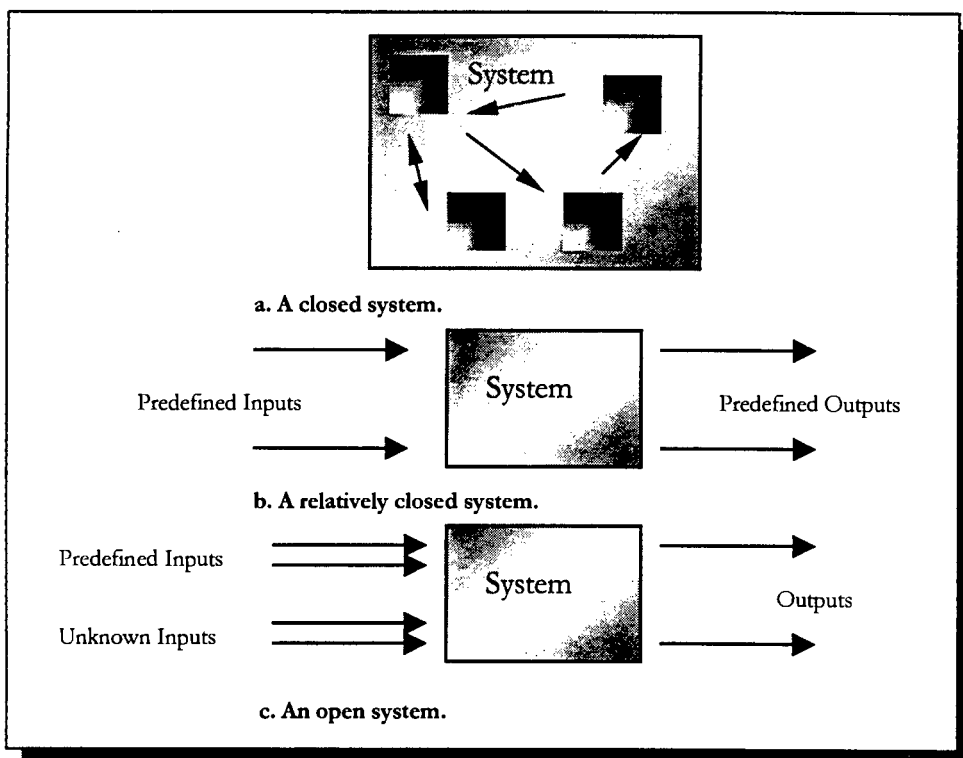 System
a. A closed system.
System
Predefined Inputs
Predefined Outputs
b. A relatively closed system.
Predefined Inputs
System
Outputs
Unknown Inputs
c. An open system.